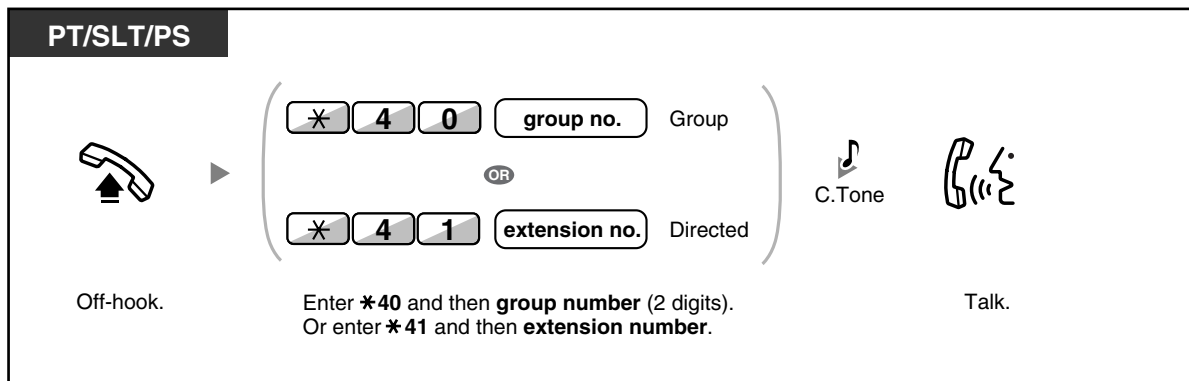 PT/SLT/PS
* 4 0 group no. Group
OR
C.Tone
* 4 1 extension no. Directed
Off-hook.
Enter *40 and then group number (2 digits).
Or enter *41 and then extension number.
Talk.